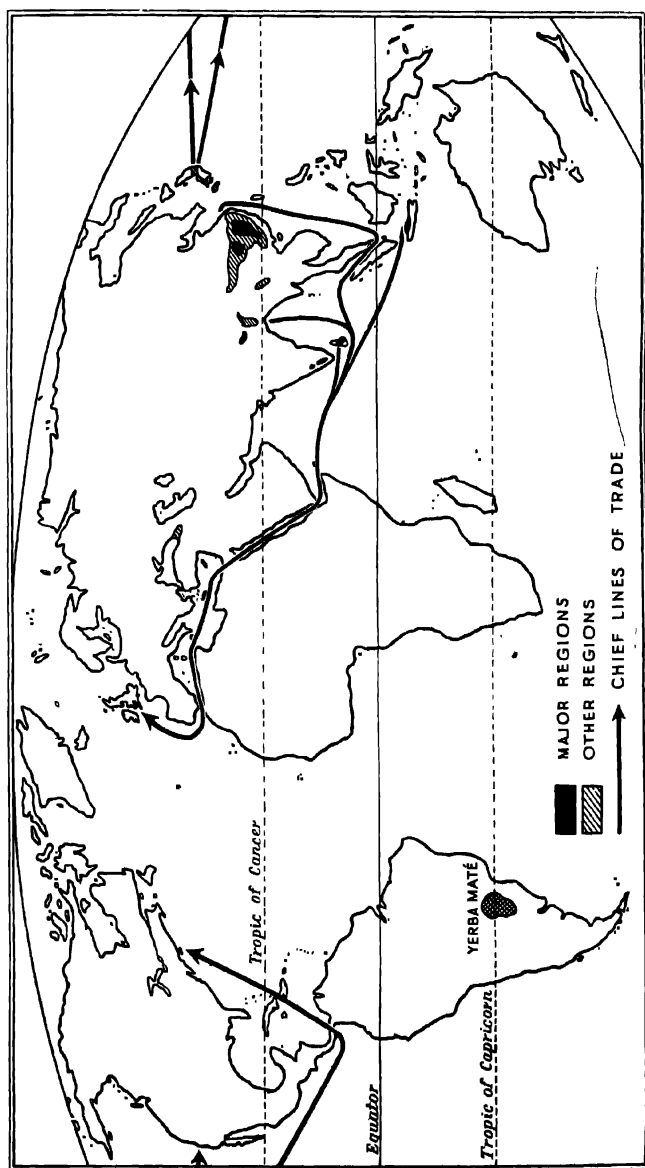 Tropic of Cancer
Equator
YERBA MATÉ
Tropic of Capricorn
MAJOR REGIONS
OTHER REGIONS
CHIEF LINES OF TRADE